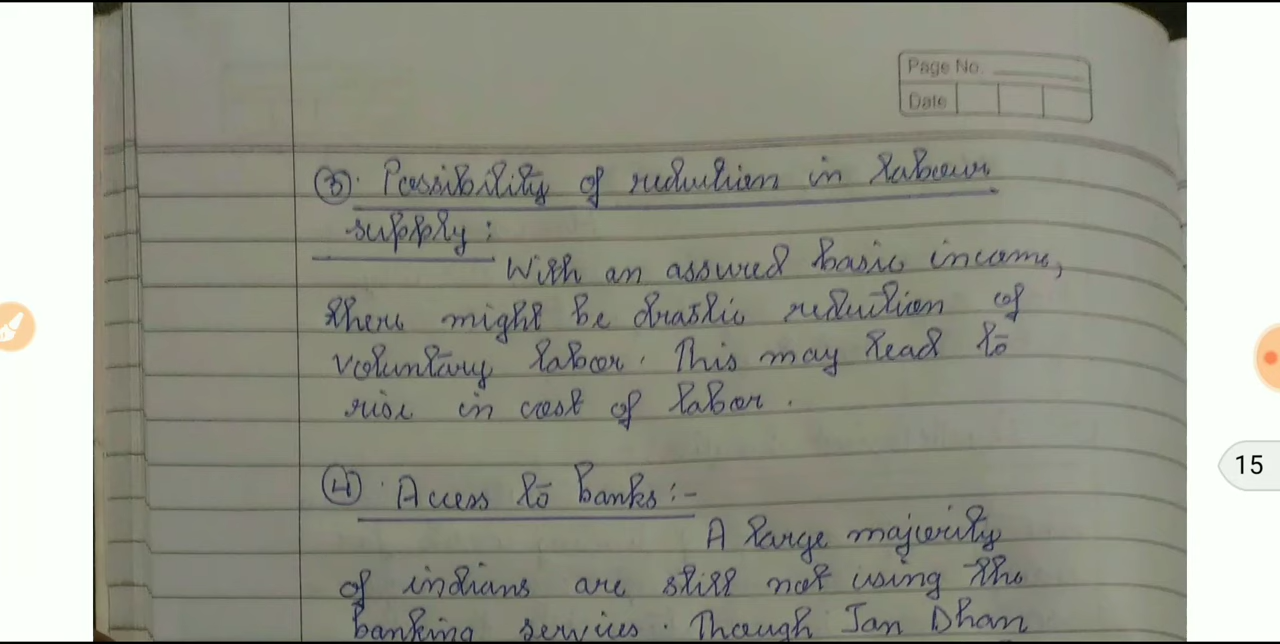 Page No.
Date
③. Possibility of reduction in labour
supply :
With an assured basic income,
there might be drastic reduction of
voluntary labor. This may lead to
rise in cost of labor.
④. Access to banks :-
A large majority
of indians are still not using the
banking services. Though Jan Dhan
15